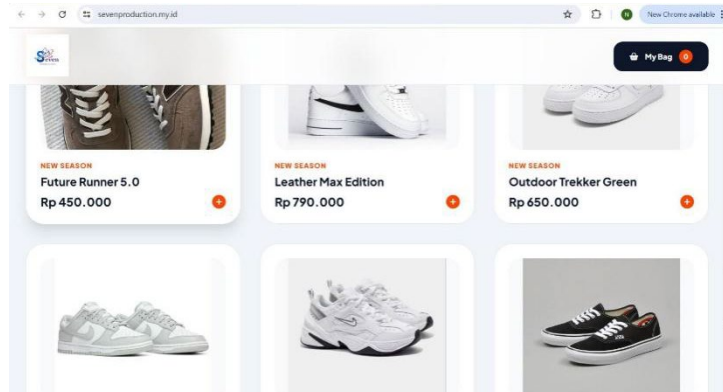 sevenproduction.my.id
N
New Chrome available
Seven
My Bag 0
NEW SEASON
Future Runner 5.0
Rp 450.000
NEW SEASON
Leather Max Edition
Rp 790.000
NEW SEASON
Outdoor Trekker Green
Rp 650.000